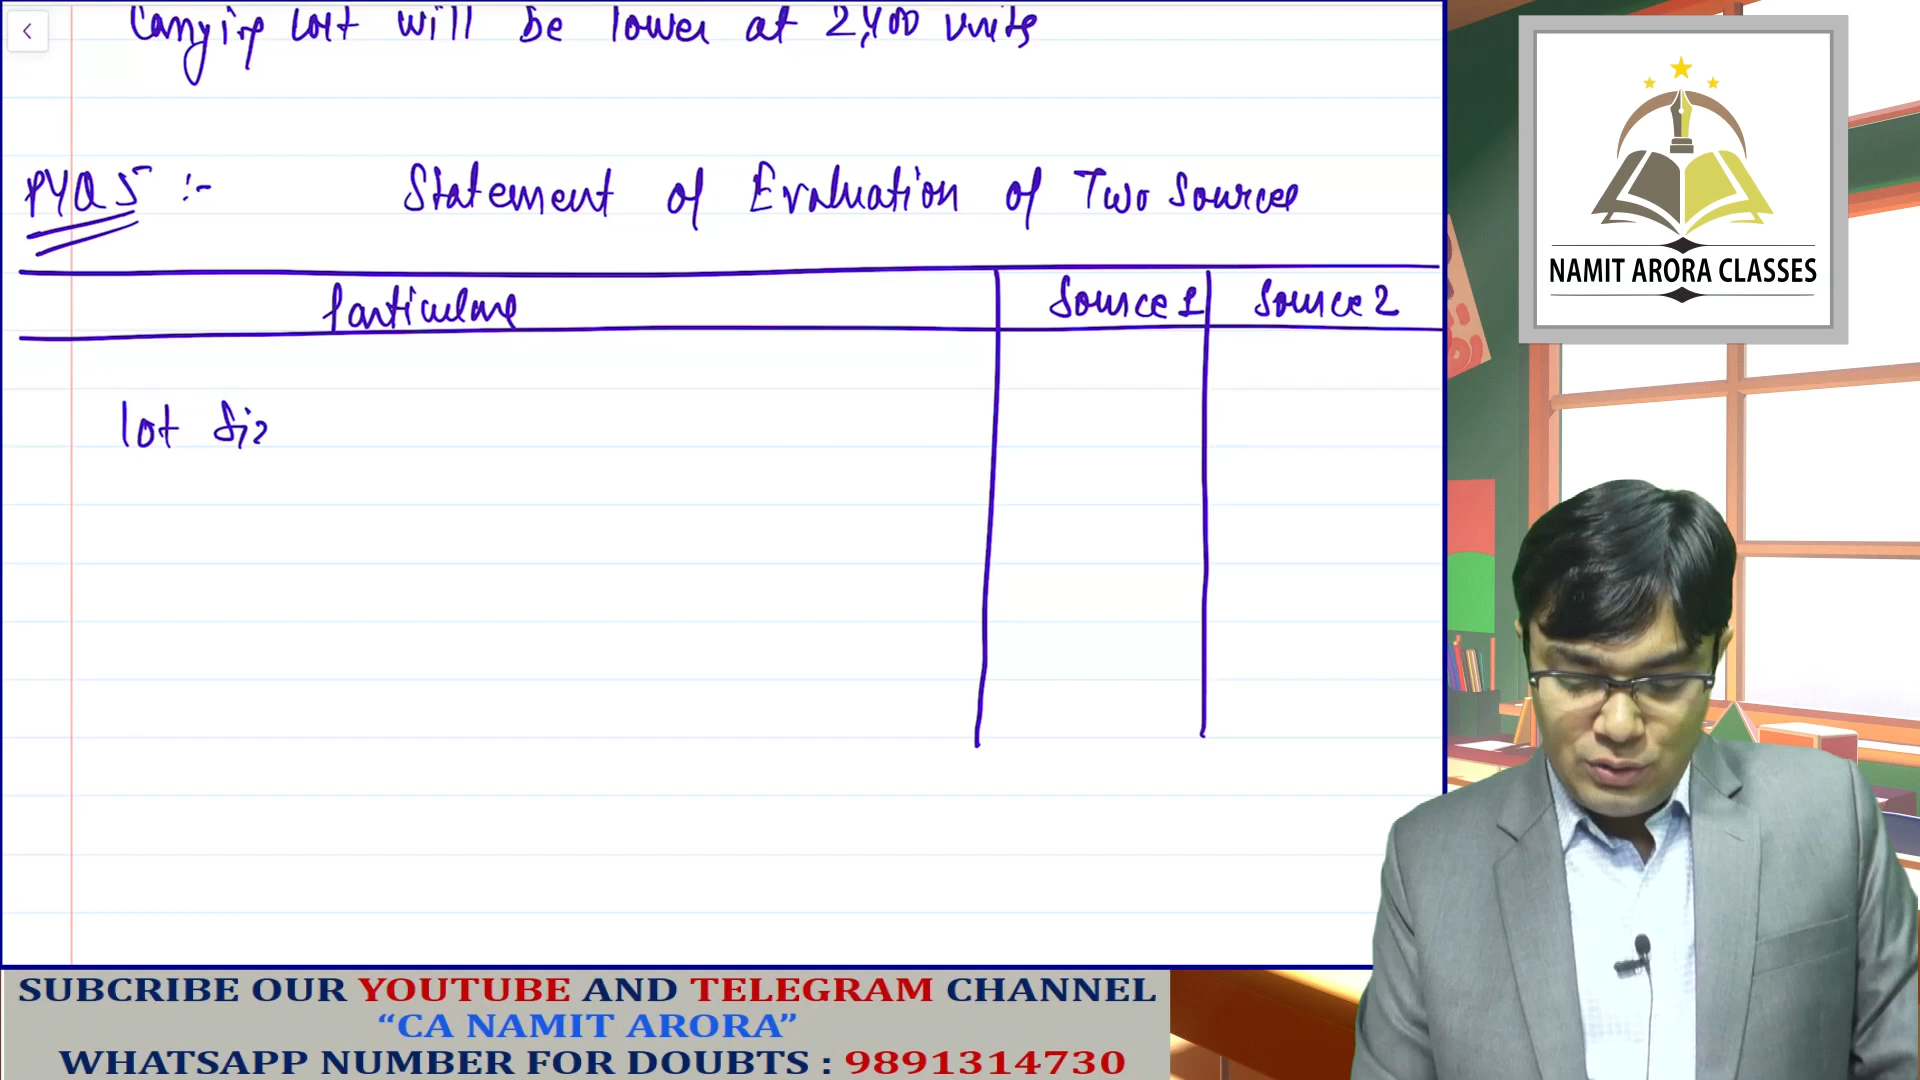 Carrying Cost will be lower at 2,400 units
PYQ 5 :- Statement of Evaluation of Two Sources
Particulars Source 1 Source 2
lot Siz
NAMIT ARORA CLASSES
SUBCRIBE OUR YOUTUBE AND TELEGRAM CHANNEL
“CA NAMIT ARORA”
WHATSAPP NUMBER FOR DOUBTS : 9891314730